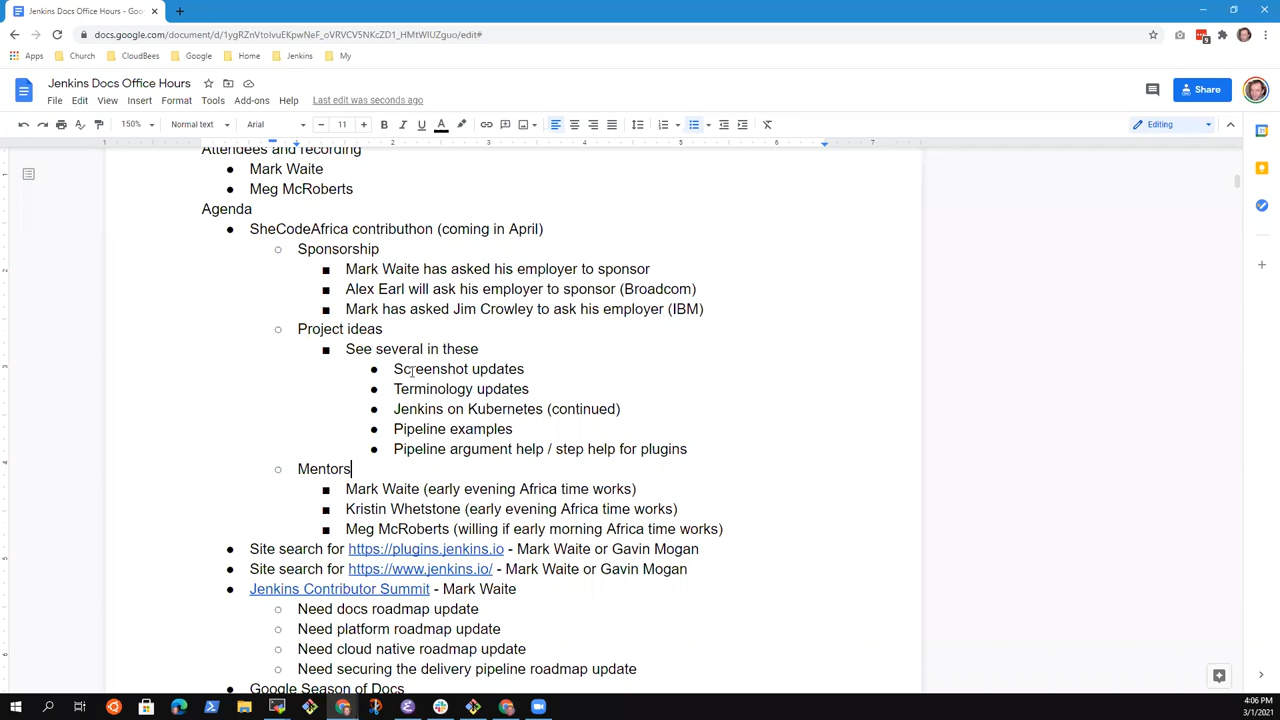 Jenkins Docs Office Hours - Goo
docs.google.com/document/d/1ygRZnVtoIvuEKpwNeF_oVRVCV5NKcZD1_HMtWIUZguo/edit#
Apps Church CloudBees Google Home Jenkins My
Jenkins Docs Office Hours
File Edit View Insert Format Tools Add-ons Help Last edit was seconds ago
Share
150% Normal text Arial 11 Editing
1 2 3 4 5 6 7
Attendees and recording
● Mark Waite
● Meg McRoberts
Agenda
● SheCodeAfrica contributhon (coming in April)
○ Sponsorship
■ Mark Waite has asked his employer to sponsor
■ Alex Earl will ask his employer to sponsor (Broadcom)
■ Mark has asked Jim Crowley to ask his employer (IBM)
○ Project ideas
■ See several in these
● Screenshot updates
● Terminology updates
● Jenkins on Kubernetes (continued)
● Pipeline examples
● Pipeline argument help / step help for plugins
○ Mentors
■ Mark Waite (early evening Africa time works)
■ Kristin Whetstone (early evening Africa time works)
■ Meg McRoberts (willing if early morning Africa time works)
● Site search for https://plugins.jenkins.io - Mark Waite or Gavin Mogan
● Site search for https://www.jenkins.io/ - Mark Waite or Gavin Mogan
● Jenkins Contributor Summit - Mark Waite
○ Need docs roadmap update
○ Need platform roadmap update
○ Need cloud native roadmap update
○ Need securing the delivery pipeline roadmap update
● Google Season of Docs
4:06 PM
3/1/2021